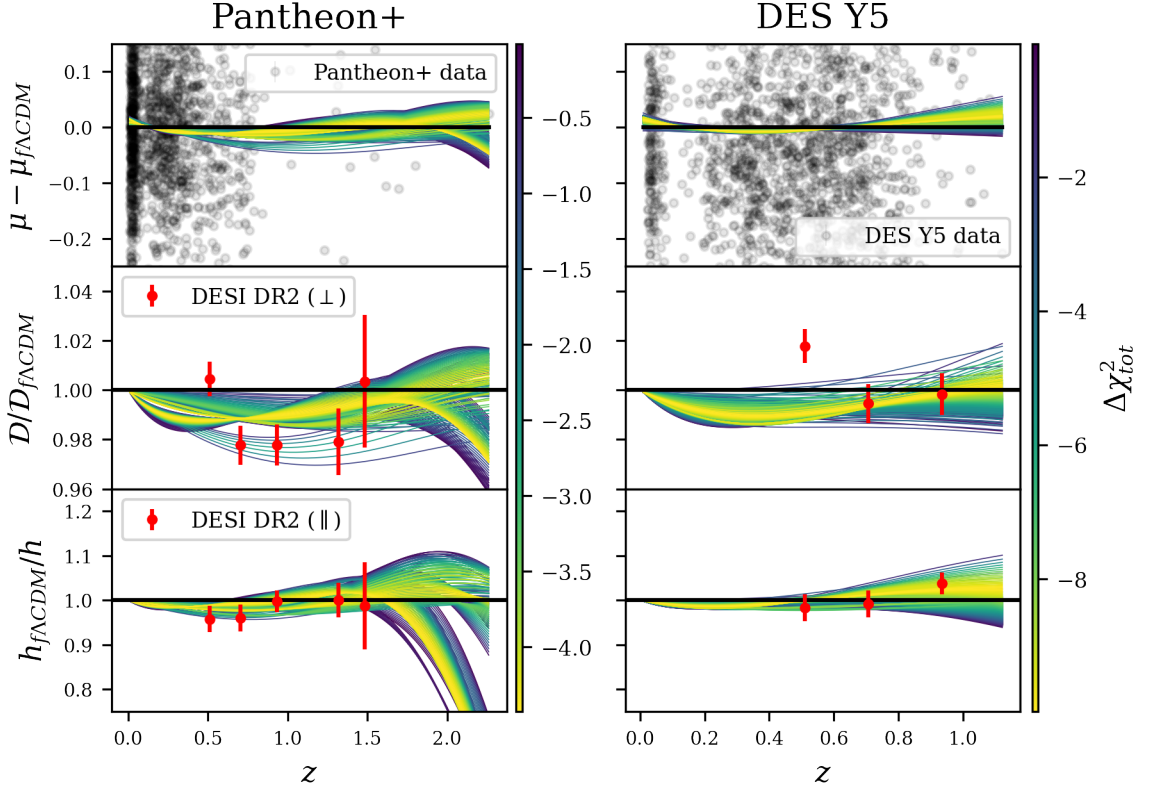 Pantheon+
DES Y5
μ − μ_{fΛCDM}
0.1
0.0
−0.1
−0.2
Pantheon+ data
DES Y5 data
D/D_{fΛCDM}
1.04
1.02
1.00
0.98
0.96
DESI DR2 (⊥)
h_{fΛCDM}/h
1.2
1.1
1.0
0.9
0.8
DESI DR2 (∥)
0.0 0.5 1.0 1.5 2.0
z
−0.5
−1.0
−1.5
−2.0
−2.5
−3.0
−3.5
−4.0
0.0 0.2 0.4 0.6 0.8 1.0
z
−2
−4
−6
−8
Δχ²_{tot}